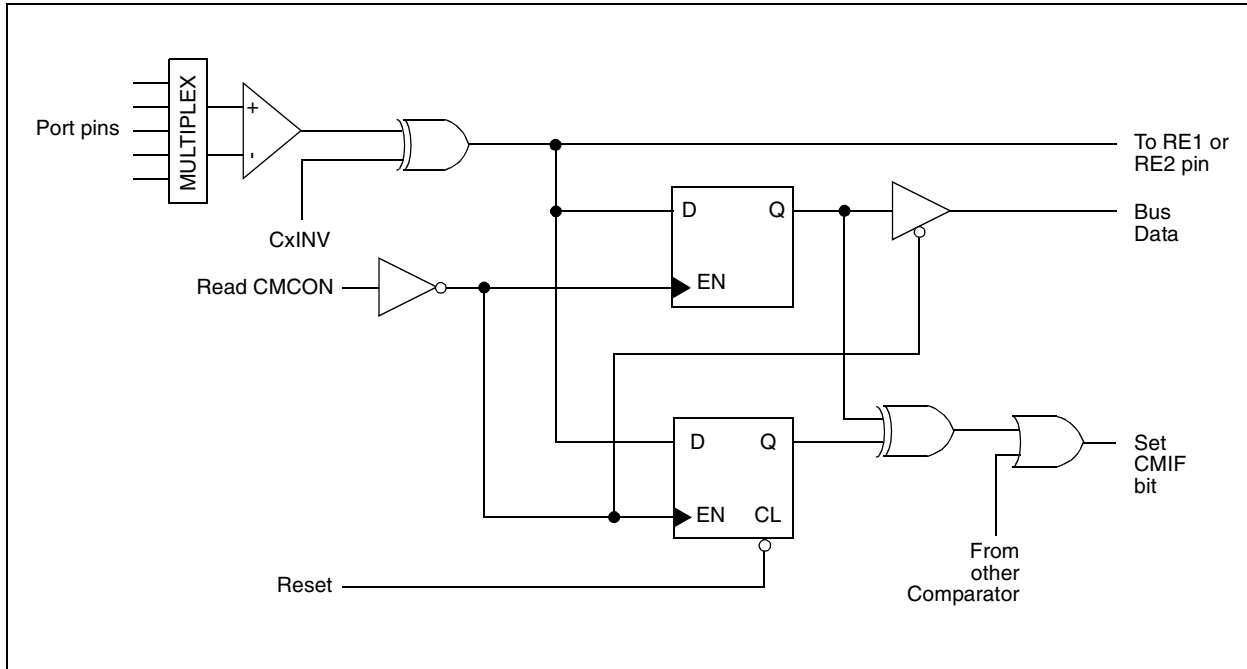 MULTIPLEX
Port pins
+
-
CxINV
To RE1 or
RE2 pin
D
Q
EN
Bus
Data
Read CMCON
D
Q
EN
CL
Set
CMIF
bit
From
other
Comparator
Reset